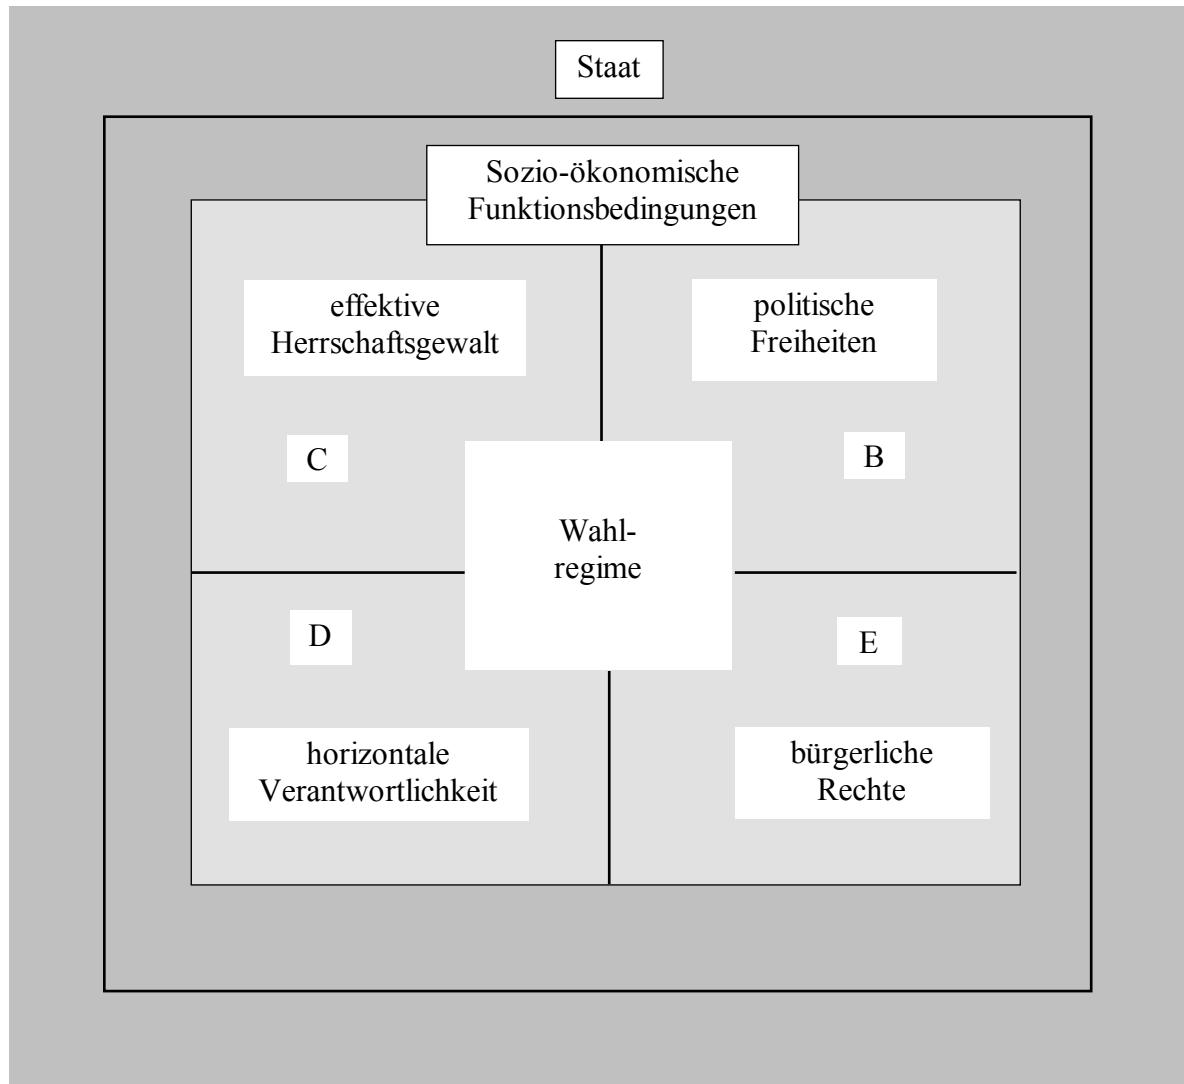 Staat
Sozio-ökonomische
Funktionsbedingungen
effektive
Herrschaftsgewalt
politische
Freiheiten
C
B
Wahl-
regime
D
E
horizontale
Verantwortlichkeit
bürgerliche
Rechte